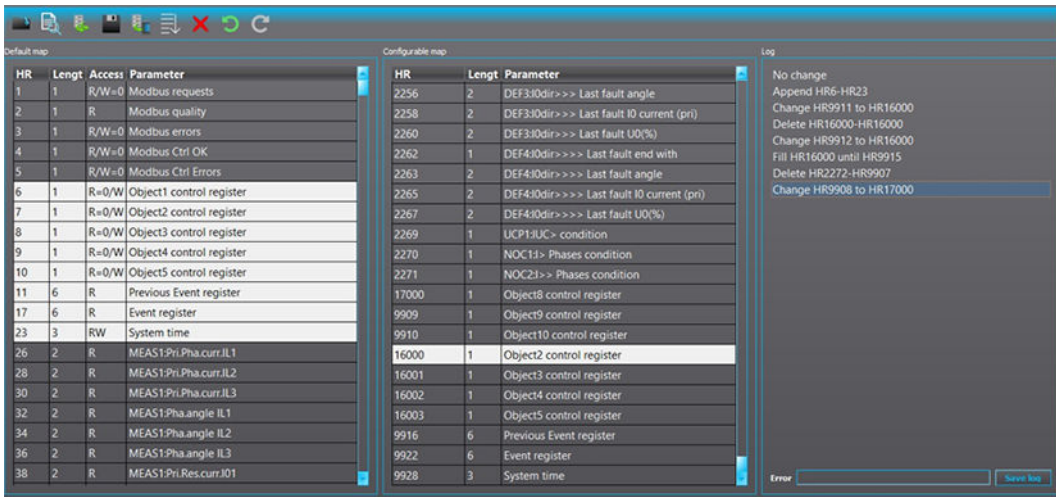 Default map
HR Lengt Access Parameter
1 1 R/W=0 Modbus requests
2 1 R Modbus quality
3 1 R/W=0 Modbus errors
4 1 R/W=0 Modbus Ctrl OK
5 1 R/W=0 Modbus Ctrl Errors
6 1 R=0/W Object1 control register
7 1 R=0/W Object2 control register
8 1 R=0/W Object3 control register
9 1 R=0/W Object4 control register
10 1 R=0/W Object5 control register
11 6 R Previous Event register
17 6 R Event register
23 3 RW System time
26 2 R MEAS1:Pri.Pha.curr.IL1
28 2 R MEAS1:Pri.Pha.curr.IL2
30 2 R MEAS1:Pri.Pha.curr.IL3
32 2 R MEAS1:Pha.angle IL1
34 2 R MEAS1:Pha.angle IL2
36 2 R MEAS1:Pha.angle IL3
38 2 R MEAS1:Pri.Res.curr.I01
Configurable map
HR Lengt Parameter
2256 2 DEF3:I0dir>>> Last fault angle
2258 2 DEF3:I0dir>>> Last fault I0 current (pri)
2260 2 DEF3:I0dir>>> Last fault U0(%)
2262 1 DEF4:I0dir>>>> Last fault end with
2263 2 DEF4:I0dir>>>> Last fault angle
2265 2 DEF4:I0dir>>>> Last fault I0 current (pri)
2267 2 DEF4:I0dir>>>> Last fault U0(%)
2269 1 UCP1:IUC> condition
2270 1 NOC1:I> Phases condition
2271 1 NOC2:I>> Phases condition
17000 1 Object8 control register
9909 1 Object9 control register
9910 1 Object10 control register
16000 1 Object2 control register
16001 1 Object3 control register
16002 1 Object4 control register
16003 1 Object5 control register
9916 6 Previous Event register
9922 6 Event register
9928 3 System time
Log
No change
Append HR6-HR23
Change HR9911 to HR16000
Delete HR16000-HR16000
Change HR9912 to HR16000
Fill HR16000 until HR9915
Delete HR2272-HR9907
Change HR9908 to HR17000
Error Save log